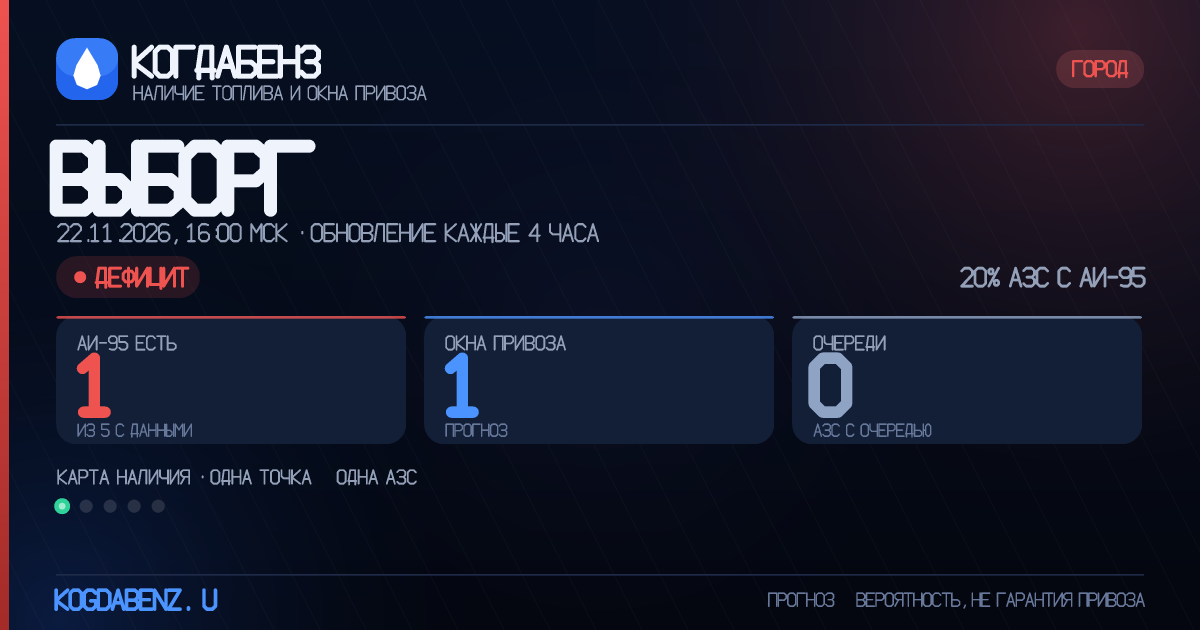 КОГДАБЕНЗ
НАЛИЧИЕ ТОПЛИВА И ОКНА ПРИВОЗА
ГОРОД
ВЫБОРГ
22.11.2026, 16:00 МСК · ОБНОВЛЕНИЕ КАЖДЫЕ 4 ЧАСА
ДЕФИЦИТ
20% АЗС С АИ-95
АИ-95 ЕСТЬ
1
ИЗ 5 С ДАННЫМИ
ОКНА ПРИВОЗА
1
ПРОГНОЗ
ОЧЕРЕДИ
0
АЗС С ОЧЕРЕДЬЮ
КАРТА НАЛИЧИЯ · ОДНА ТОЧКА ОДНА АЗС
KOGDABENZ. U
ПРОГНОЗ ВЕРОЯТНОСТЬ, НЕ ГАРАНТИЯ ПРИВОЗА